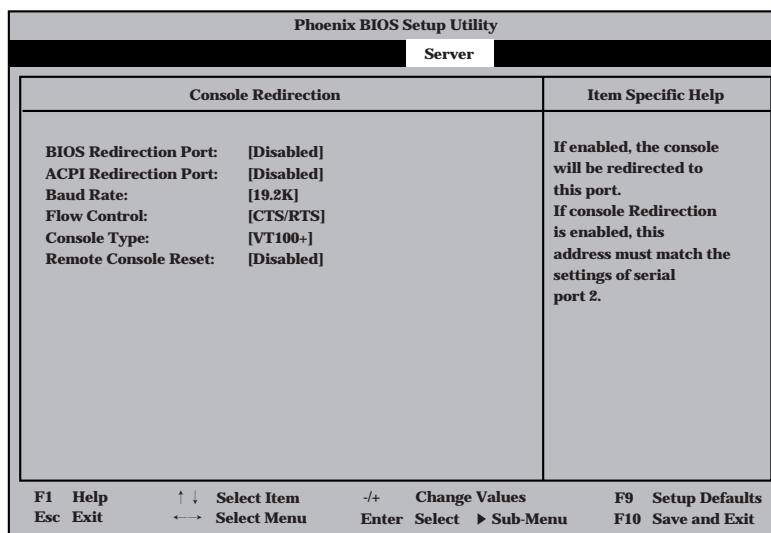 Phoenix BIOS Setup Utility
Server
Console Redirection
Item Specific Help
BIOS Redirection Port: [Disabled]
ACPI Redirection Port: [Disabled]
Baud Rate: [19.2K]
Flow Control: [CTS/RTS]
Console Type: [VT100+]
Remote Console Reset: [Disabled]
If enabled, the console
will be redirected to
this port.
If console Redirection
is enabled, this
address must match the
settings of serial
port 2.
F1 Help ↑↓ Select Item -/+ Change Values F9 Setup Defaults
Esc Exit ←→ Select Menu Enter Select ▶ Sub-Menu F10 Save and Exit